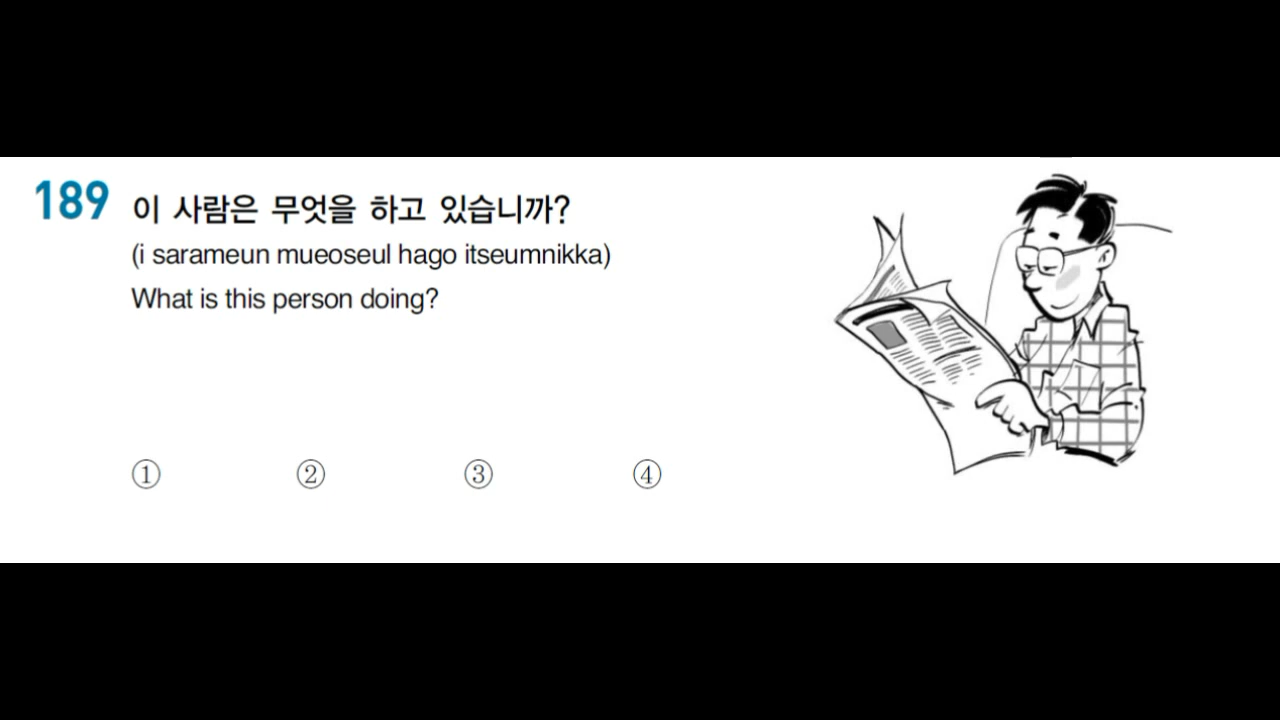 189 이 사람은 무엇을 하고 있습니까?
(i sarameun mueoseul hago itseumnikka)
What is this person doing?
① ② ③ ④